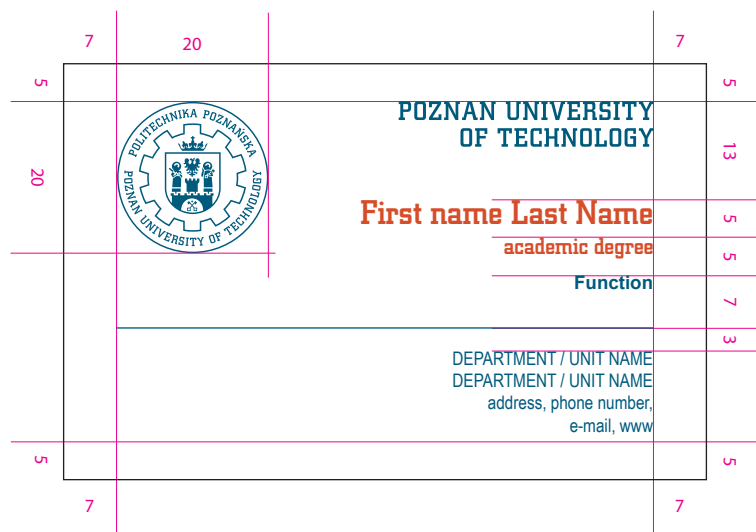 7
20
7
5
5
POLITECHNIKA POZNAŃSKA
POZNAN UNIVERSITY OF TECHNOLOGY
POZNAN UNIVERSITY
OF TECHNOLOGY
20
13
First name Last Name
5
academic degree
5
Function
7
3
DEPARTMENT / UNIT NAME
DEPARTMENT / UNIT NAME
address, phone number,
e-mail, www
5
5
7
7